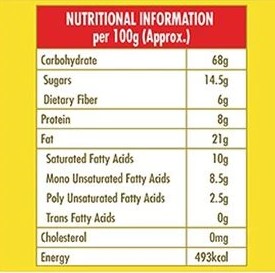 NUTRITIONAL INFORMATION
per 100g (Approx.)
Carbohydrate 68g
Sugars 14.5g
Dietary Fiber 6g
Protein 8g
Fat 21g
Saturated Fatty Acids 10g
Mono Unsaturated Fatty Acids 8.5g
Poly Unsaturated Fatty Acids 2.5g
Trans Fatty Acids 0g
Cholesterol 0mg
Energy 493kcal